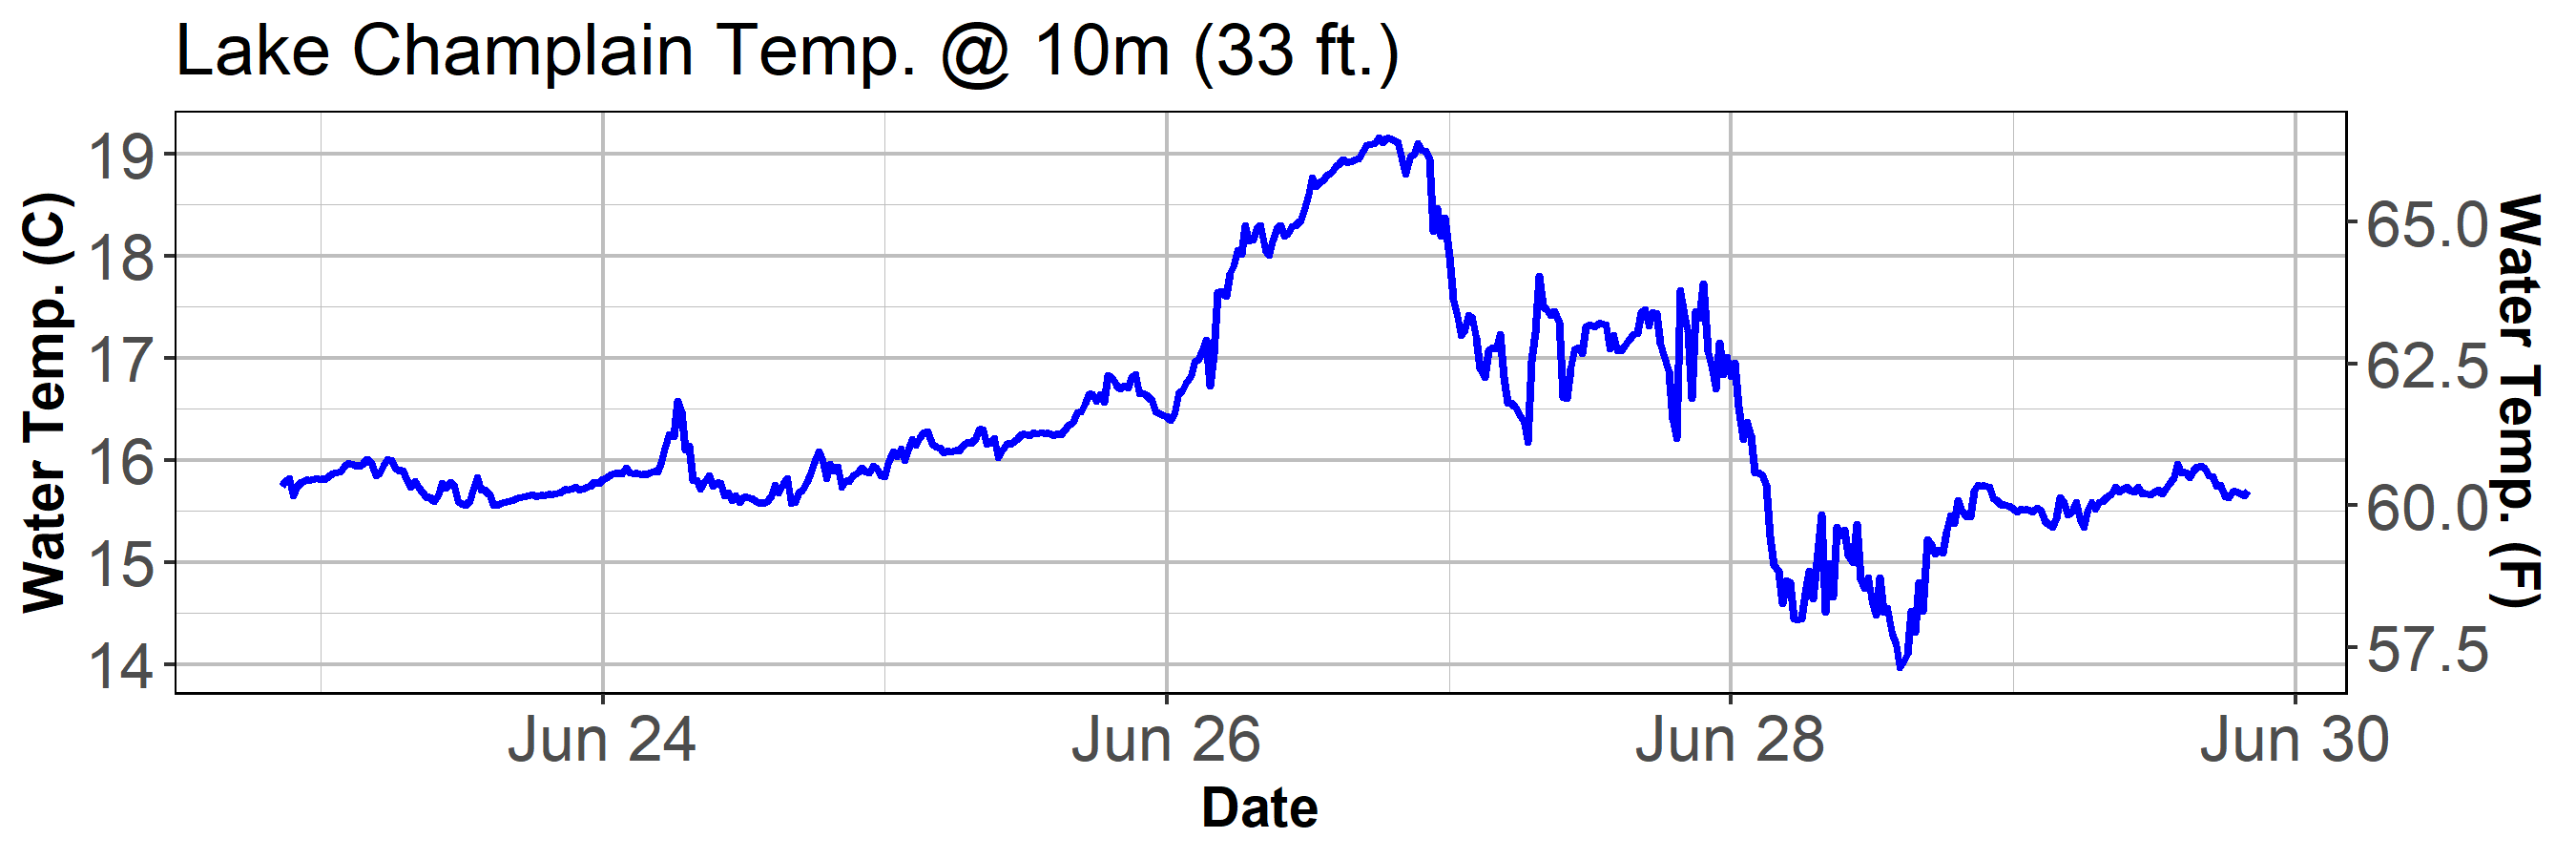 Lake Champlain Temp. @ 10m (33 ft.)
Water Temp. (C)
19
18
17
16
15
14
65.0
62.5
60.0
57.5
Water Temp. (F)
Jun 24
Jun 26
Jun 28
Jun 30
Date